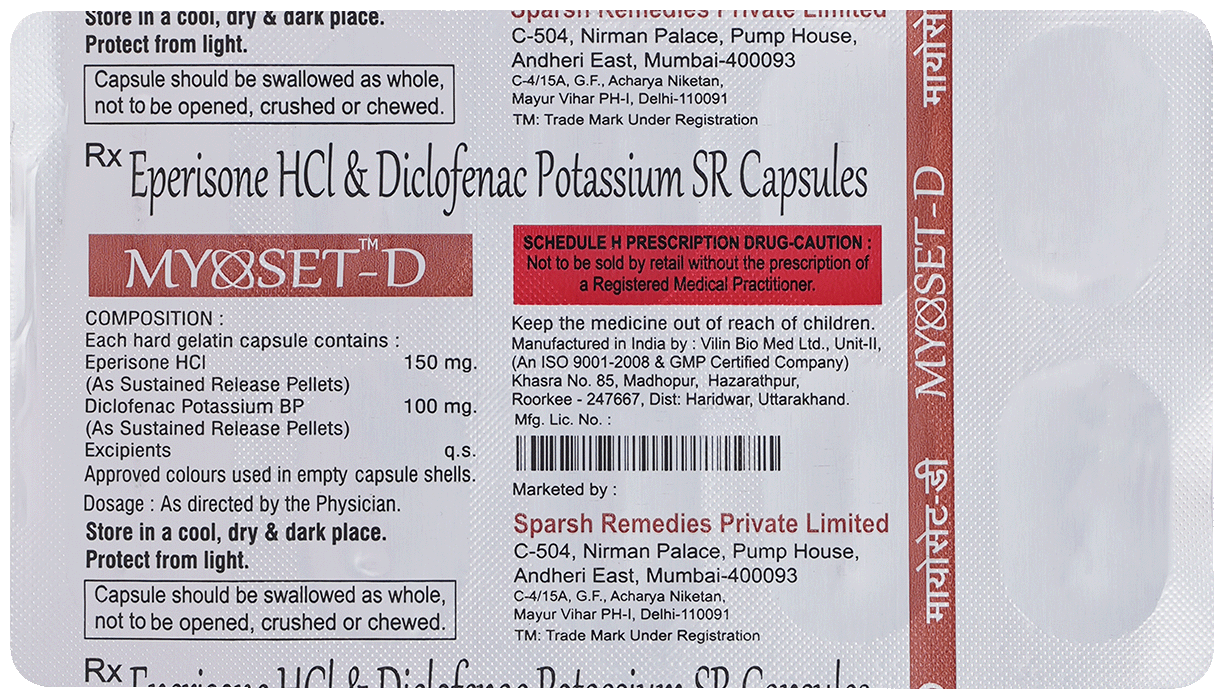 Store in a cool, dry & dark place.
Protect from light.
Capsule should be swallowed as whole,
not to be opened, crushed or chewed.
Sparsh Remedies Private Limited
C-504, Nirman Palace, Pump House,
Andheri East, Mumbai-400093
C-4/15A, G.F., Acharya Niketan,
Mayur Vihar PH-I, Delhi-110091
TM: Trade Mark Under Registration
Rx Eperisone HCl & Diclofenac Potassium SR Capsules
MYOSET™-D
COMPOSITION :
Each hard gelatin capsule contains :
Eperisone HCl 150 mg.
(As Sustained Release Pellets)
Diclofenac Potassium BP 100 mg.
(As Sustained Release Pellets)
Excipients q.s.
Approved colours used in empty capsule shells.
Dosage : As directed by the Physician.
Store in a cool, dry & dark place.
Protect from light.
Capsule should be swallowed as whole,
not to be opened, crushed or chewed.
SCHEDULE H PRESCRIPTION DRUG-CAUTION :
Not to be sold by retail without the prescription of
a Registered Medical Practitioner.
Keep the medicine out of reach of children.
Manufactured in India by : Vilin Bio Med Ltd., Unit-II,
(An ISO 9001-2008 & GMP Certified Company)
Khasra No. 85, Madhopur, Hazarathpur,
Roorkee - 247667, Dist: Haridwar, Uttarakhand.
Mfg. Lic. No. :
Marketed by :
Sparsh Remedies Private Limited
C-504, Nirman Palace, Pump House,
Andheri East, Mumbai-400093
C-4/15A, G.F., Acharya Niketan,
Mayur Vihar PH-I, Delhi-110091
TM: Trade Mark Under Registration
Rx Eperisone HCl & Diclofenac Potassium SR Capsules
मायोसे
MYOSET-D
मायोसेट-डी